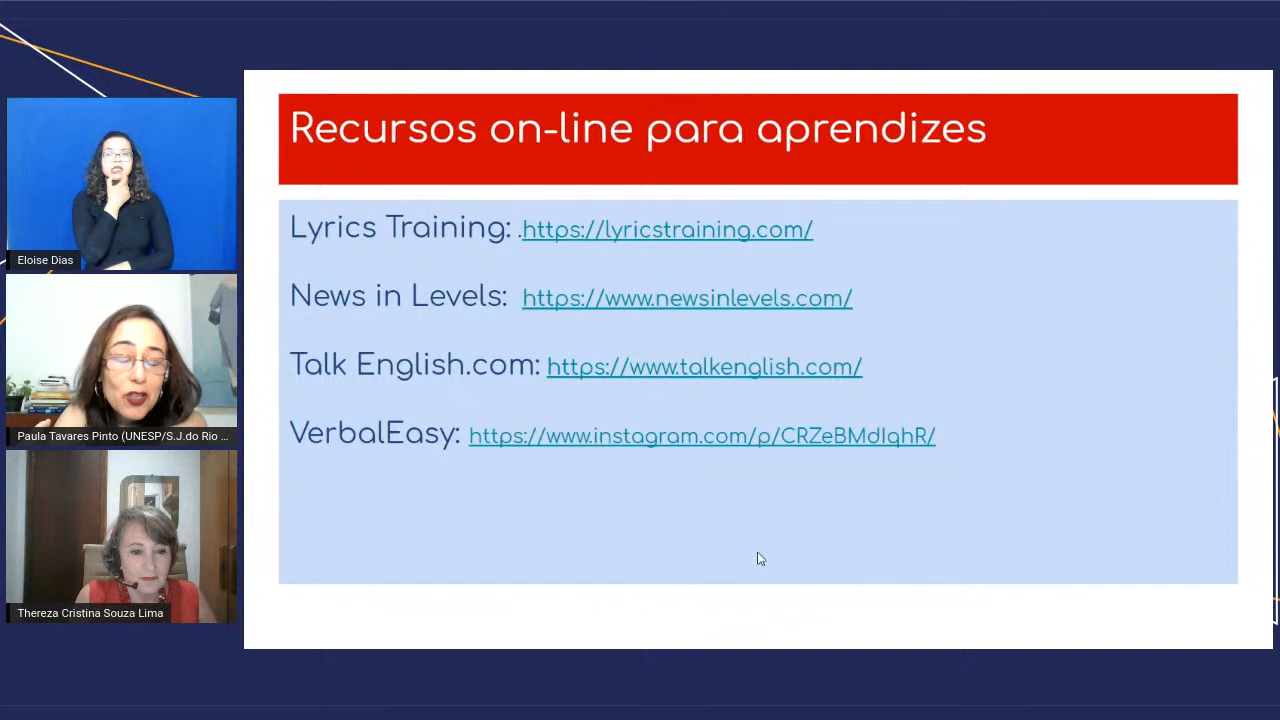 Recursos on-line para aprendizes
Lyrics Training: .https://lyricstraining.com/
News in Levels: https://www.newsinlevels.com/
Talk English.com: https://www.talkenglish.com/
VerbalEasy: https://www.instagram.com/p/CRZeBMdIqhR/
Eloise Dias
Paula Tavares Pinto (UNESP/S.J.do Rio ...
Thereza Cristina Souza Lima